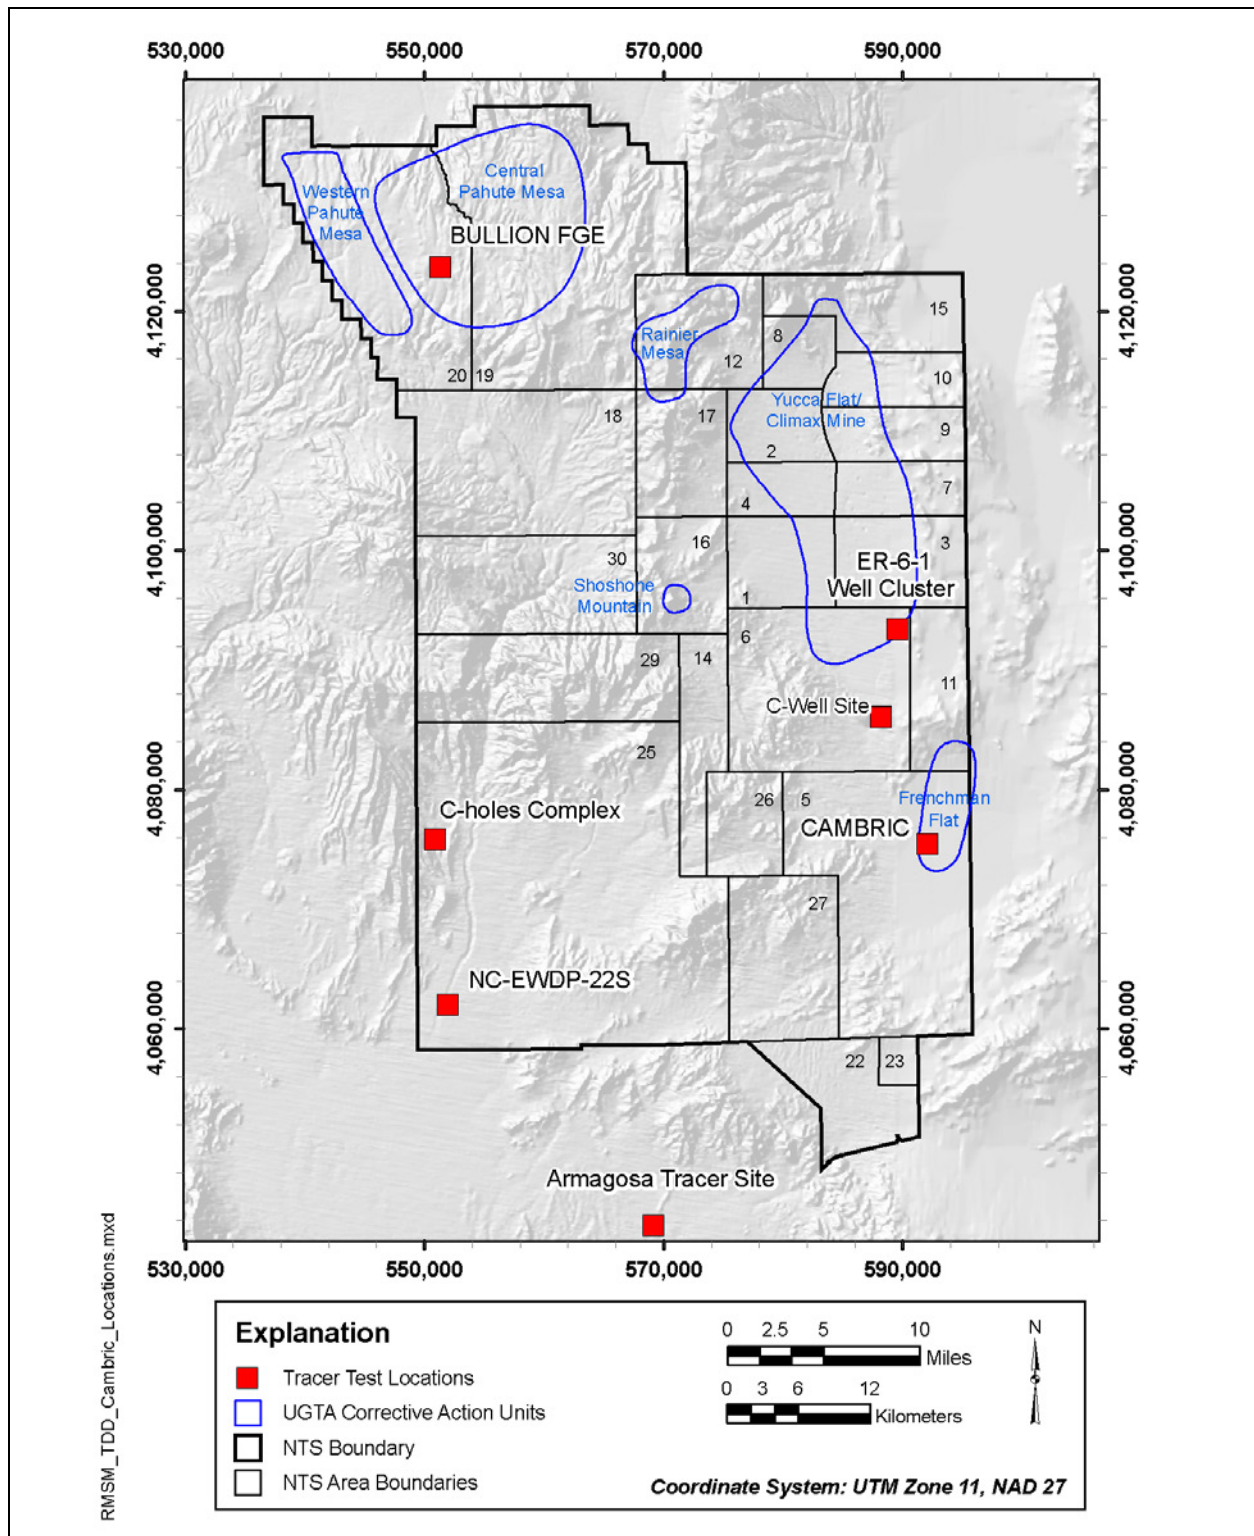 530,000 550,000 570,000 590,000
Central
Pahute Mesa
Western
Pahute
Mesa
BULLION FGE
4,120,000
4,120,000
15
Rainier
Mesa
8
12
20 19
10
Yucca Flat/
Climax Mine
18
17
9
2
7
4
4,100,000
4,100,000
16
3
30
ER-6-1
Well Cluster
Shoshone
Mountain
1
6
29
14
11
C-Well Site
25
4,080,000
4,080,000
26
5
Frenchman
Flat
C-holes Complex
CAMBRIC
27
NC-EWDP-22S
4,060,000
4,060,000
22
23
Armagosa Tracer Site
530,000 550,000 570,000 590,000
RMSM_TDD_Cambric_Locations.mxd
Explanation
Tracer Test Locations
UGTA Corrective Action Units
NTS Boundary
NTS Area Boundaries
0 2.5 5 10
Miles
0 3 6 12
Kilometers
N
Coordinate System: UTM Zone 11, NAD 27